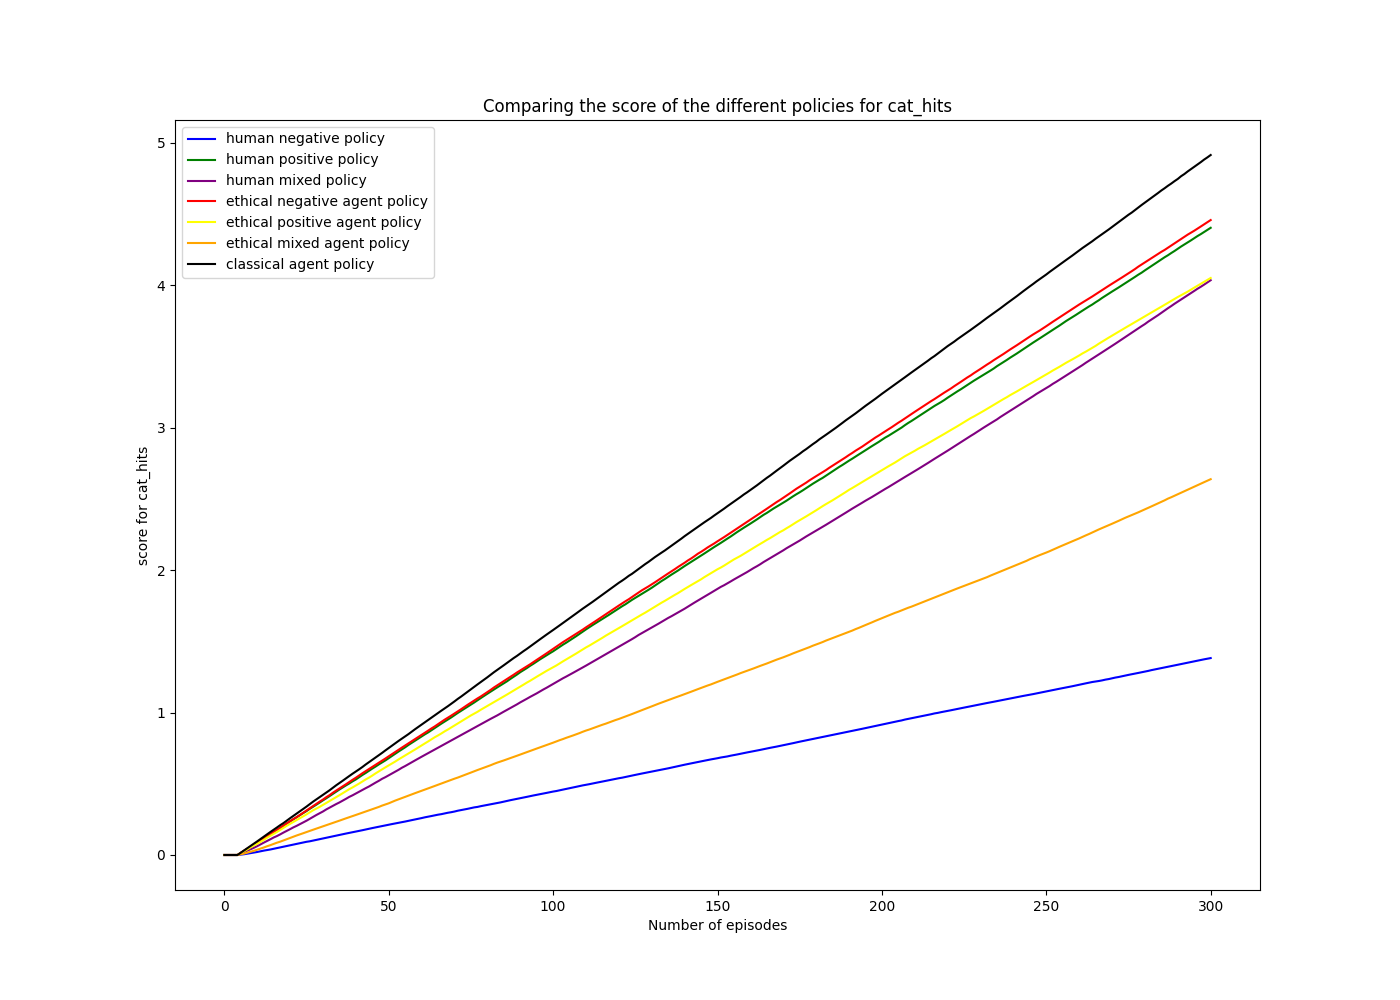 Comparing the score of the different policies for cat_hits
human negative policy
human positive policy
human mixed policy
ethical negative agent policy
ethical positive agent policy
ethical mixed agent policy
classical agent policy
5
4
3
2
1
0
score for cat_hits
0 50 100 150 200 250 300
Number of episodes